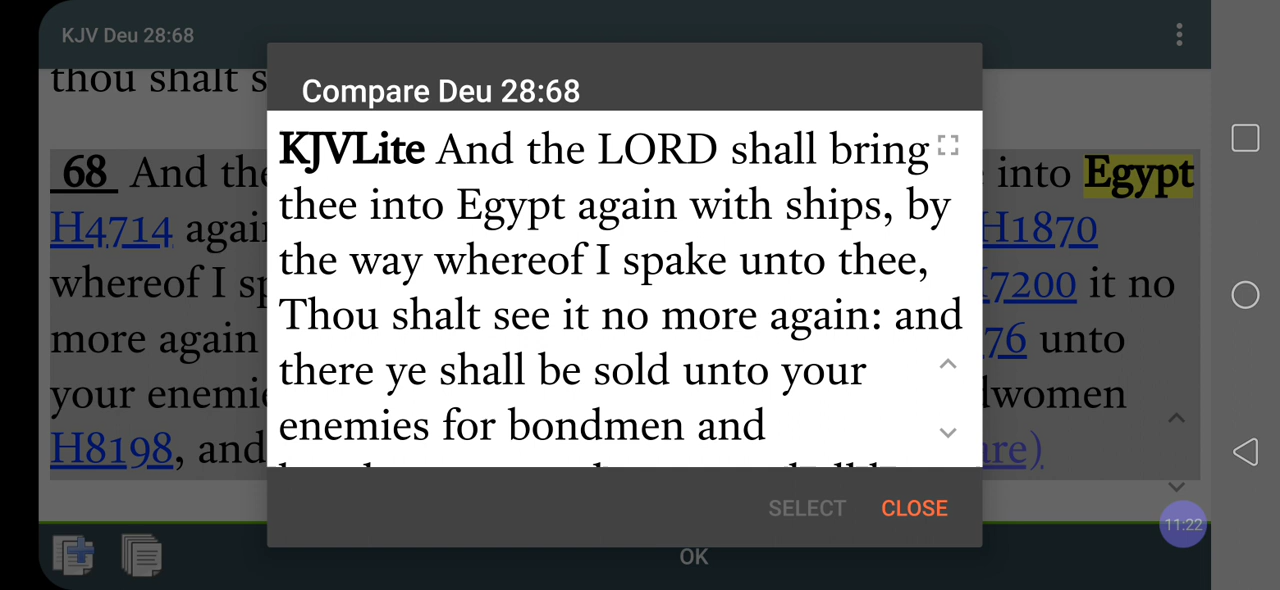 KJV Deu 28:68
thou shalt s
68 And the
into Egypt
H4714 agai
H1870
whereof I sp
7200 it no
more again
76 unto
your enemie
dwomen
H8198, and
re)
Compare Deu 28:68
KJVLite And the LORD shall bring
thee into Egypt again with ships, by
the way whereof I spake unto thee,
Thou shalt see it no more again: and
there ye shall be sold unto your
enemies for bondmen and
SELECT CLOSE
11:22
OK